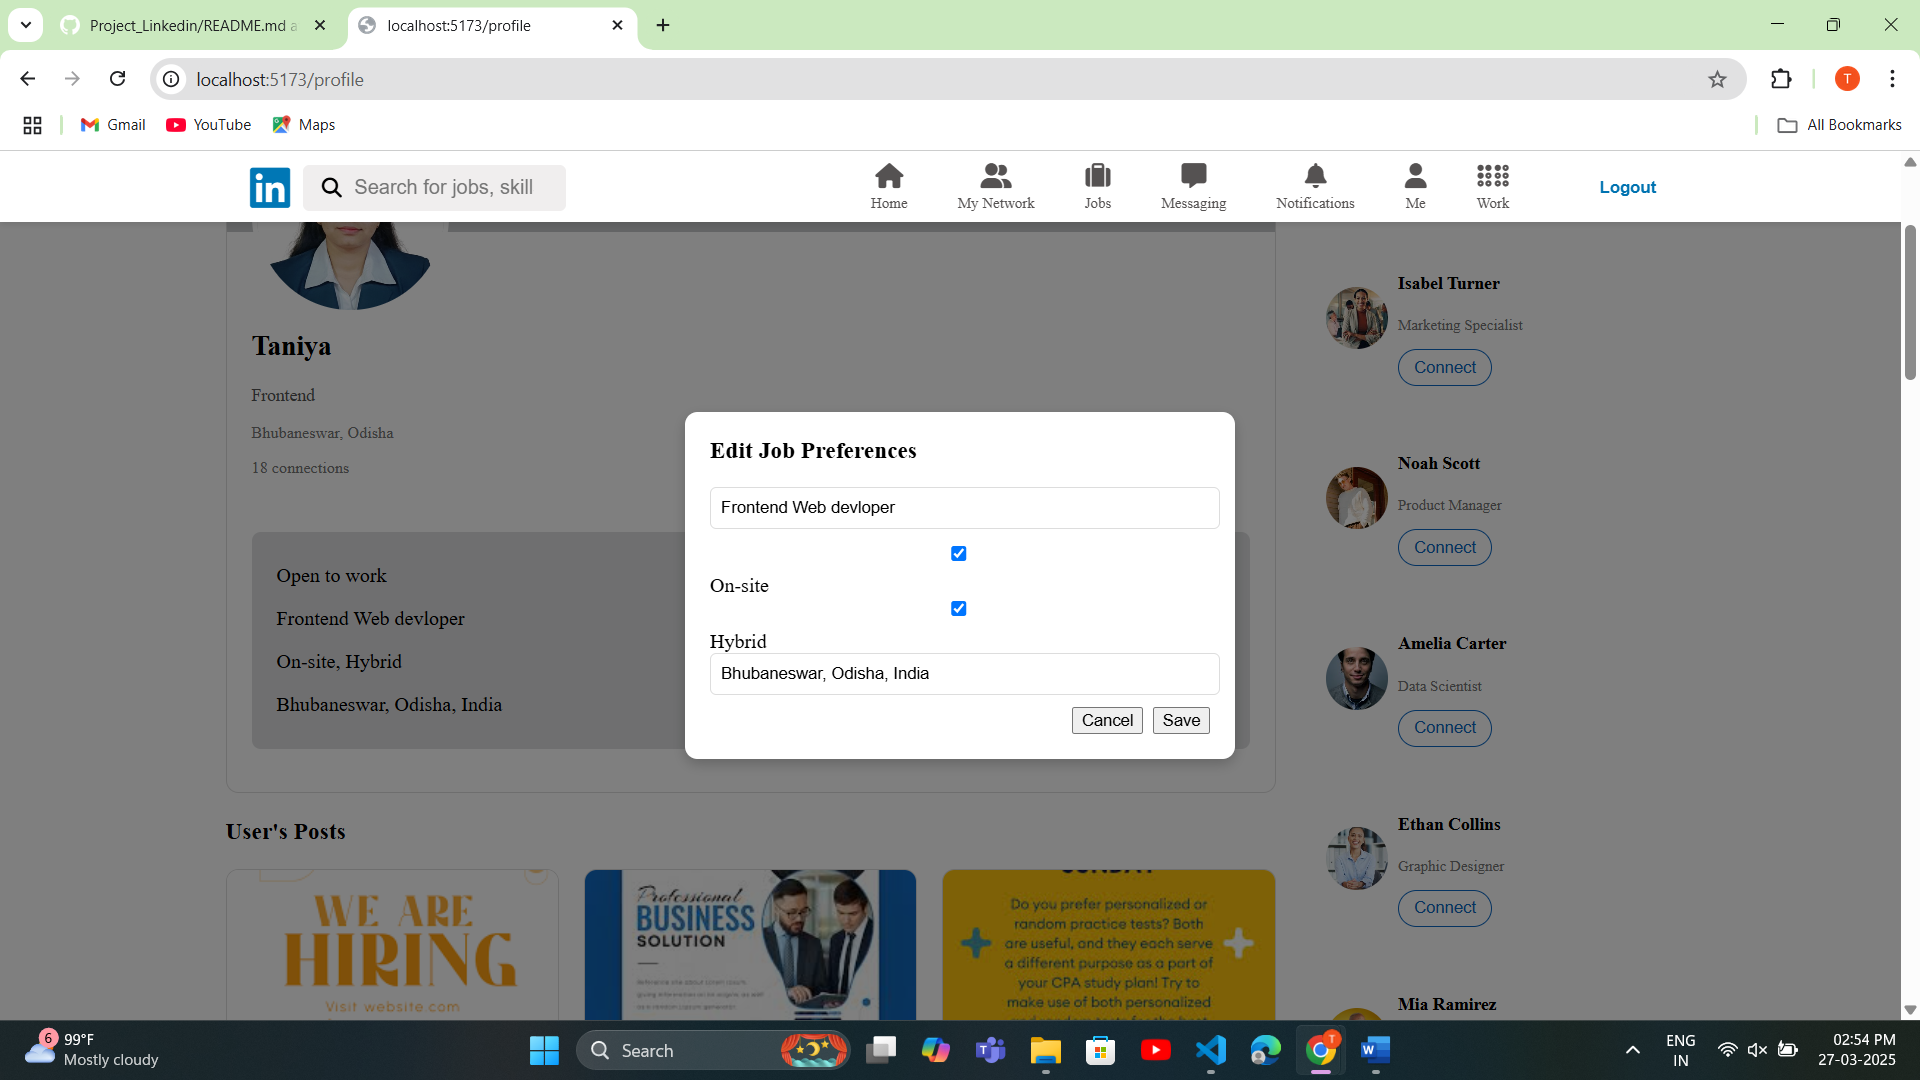 Project_Linkedin/README.md a
localhost:5173/profile
localhost:5173/profile
T
Gmail
YouTube
Maps
All Bookmarks
in
Search for jobs, skill
Home
My Network
Jobs
Messaging
Notifications
Me
Work
Logout
Taniya
Frontend
Bhubaneswar, Odisha
18 connections
Open to work
Frontend Web devloper
On-site, Hybrid
Bhubaneswar, Odisha, India
Edit Job Preferences
Frontend Web devloper
On-site
Hybrid
Bhubaneswar, Odisha, India
Cancel
Save
Isabel Turner
Marketing Specialist
Connect
Noah Scott
Product Manager
Connect
Amelia Carter
Data Scientist
Connect
Ethan Collins
Graphic Designer
Connect
Mia Ramirez
User's Posts
WE ARE
HIRING
Visit website.com
Professional
BUSINESS
SOLUTION
SUNDAY
Do you prefer personalized or
random practice tests? Both
are useful, and they each serve
a different purpose as a part of
your CPA study plan! Try to
make use of both personalized
6
99°F
Mostly cloudy
Search
T
ENG
IN
02:54 PM
27-03-2025